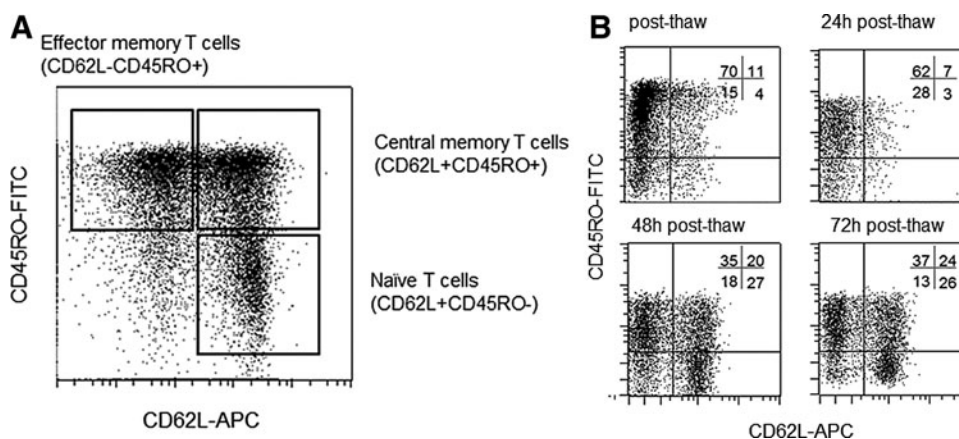 A
Effector memory T cells
(CD62L-CD45RO+)
Central memory T cells
(CD62L+CD45RO+)
Naïve T cells
(CD62L+CD45RO-)
CD45RO-FITC
CD62L-APC
B
post-thaw
70 11
15 4
24h post-thaw
62 7
28 3
48h post-thaw
35 20
18 27
72h post-thaw
37 24
13 26
CD45RO-FITC
CD62L-APC